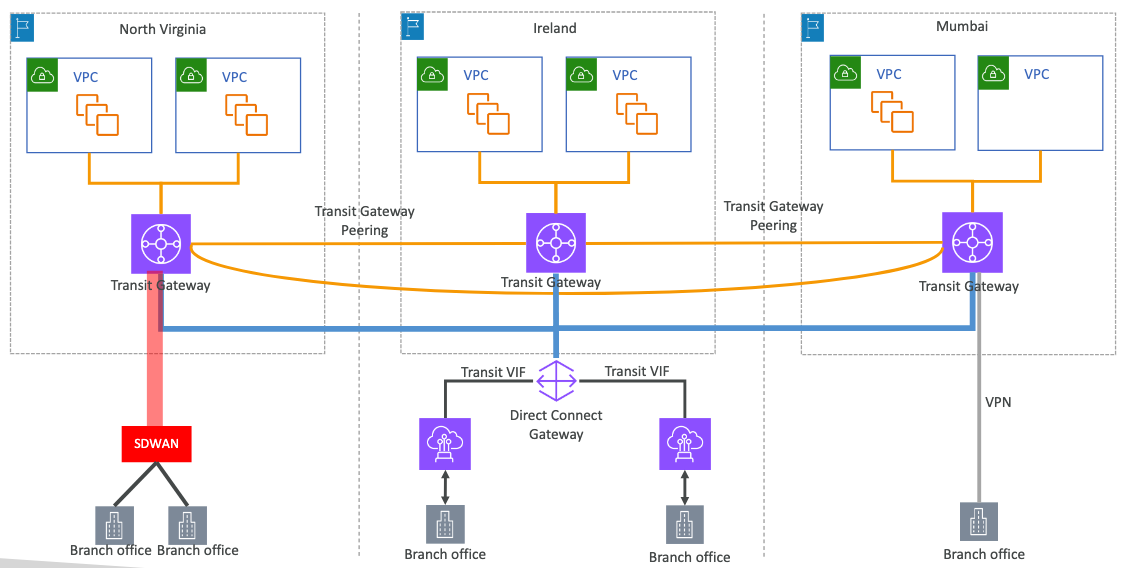 North Virginia
Ireland
Mumbai
VPC
VPC
VPC
VPC
VPC
VPC
Transit Gateway
Peering
Transit Gateway
Peering
Transit Gateway
Transit Gateway
Transit Gateway
Transit VIF
Transit VIF
Direct Connect
Gateway
VPN
SDWAN
Branch office
Branch office
Branch office
Branch office
Branch office